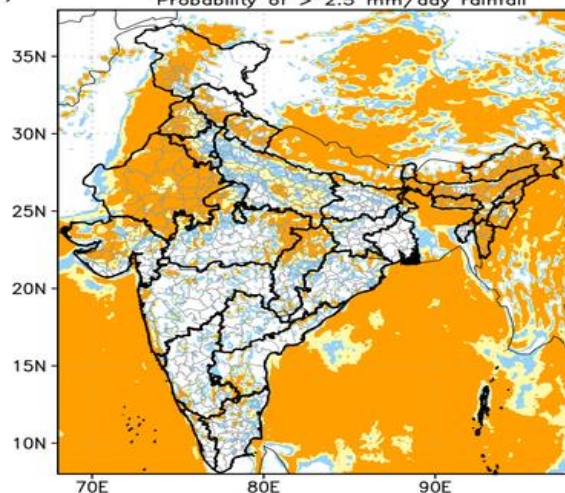 Probability of > 2.5 mm/day rainfall
35N
30N
25N
20N
15N
10N
70E 80E 90E